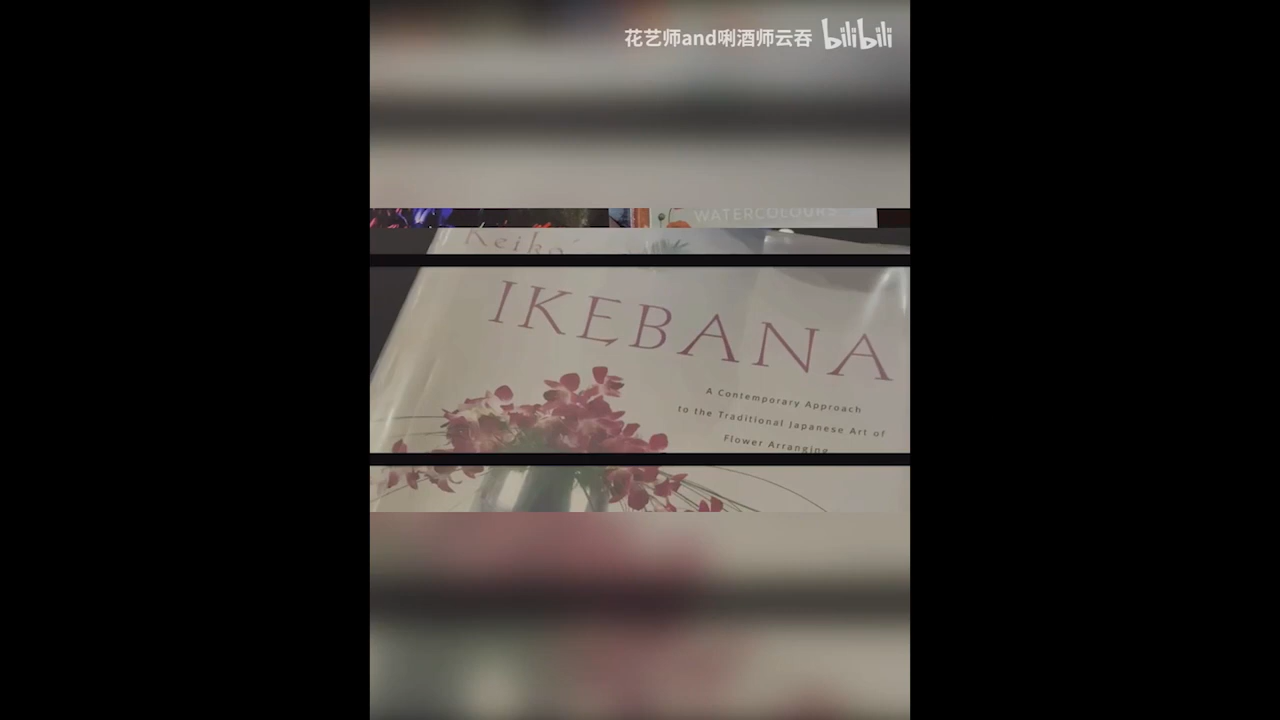 花艺师and唎酒师云吞 bilibili
WATERCOLOURS
Keiko's
IKEBANA
A Contemporary Approach
to the Traditional Japanese Art of
Flower Arranging